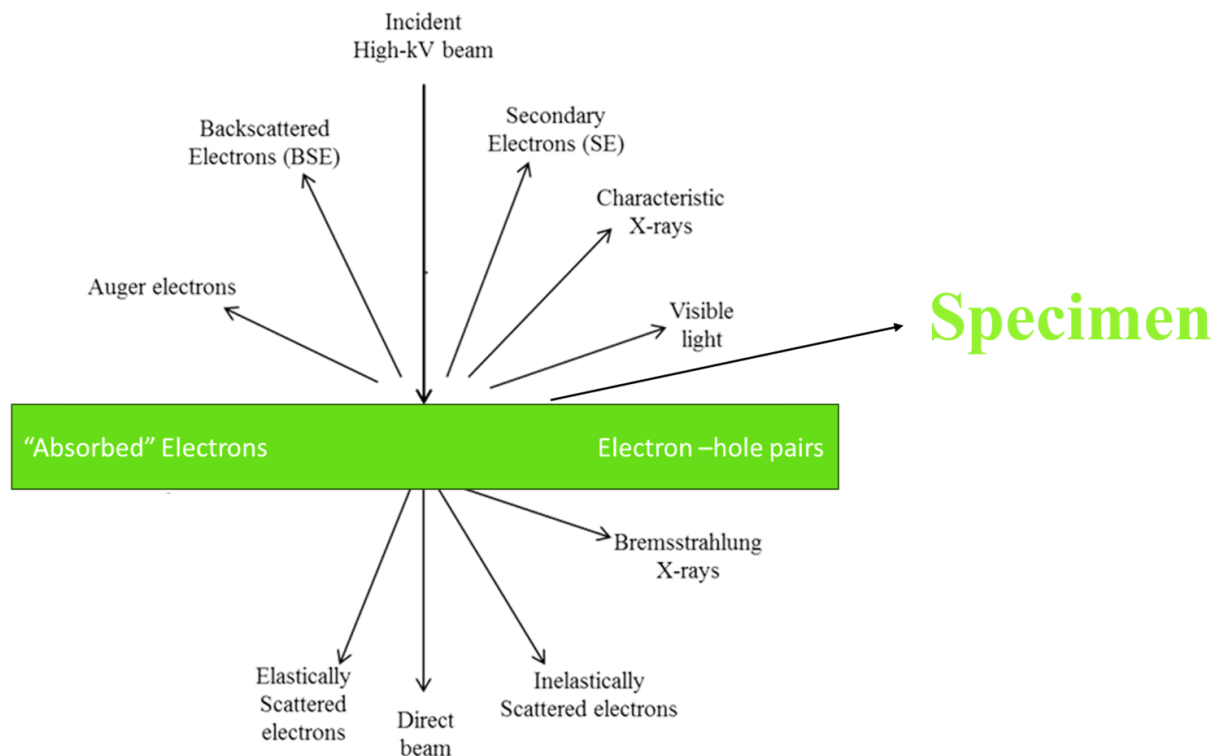 Incident
High-kV beam
Secondary
Electrons (SE)
Backscattered
Electrons (BSE)
Characteristic
X-rays
Auger electrons
Visible
light
Specimen
“Absorbed” Electrons
Electron –hole pairs
Bremsstrahlung
X-rays
Elastically
Scattered
electrons
Direct
beam
Inelastically
Scattered electrons